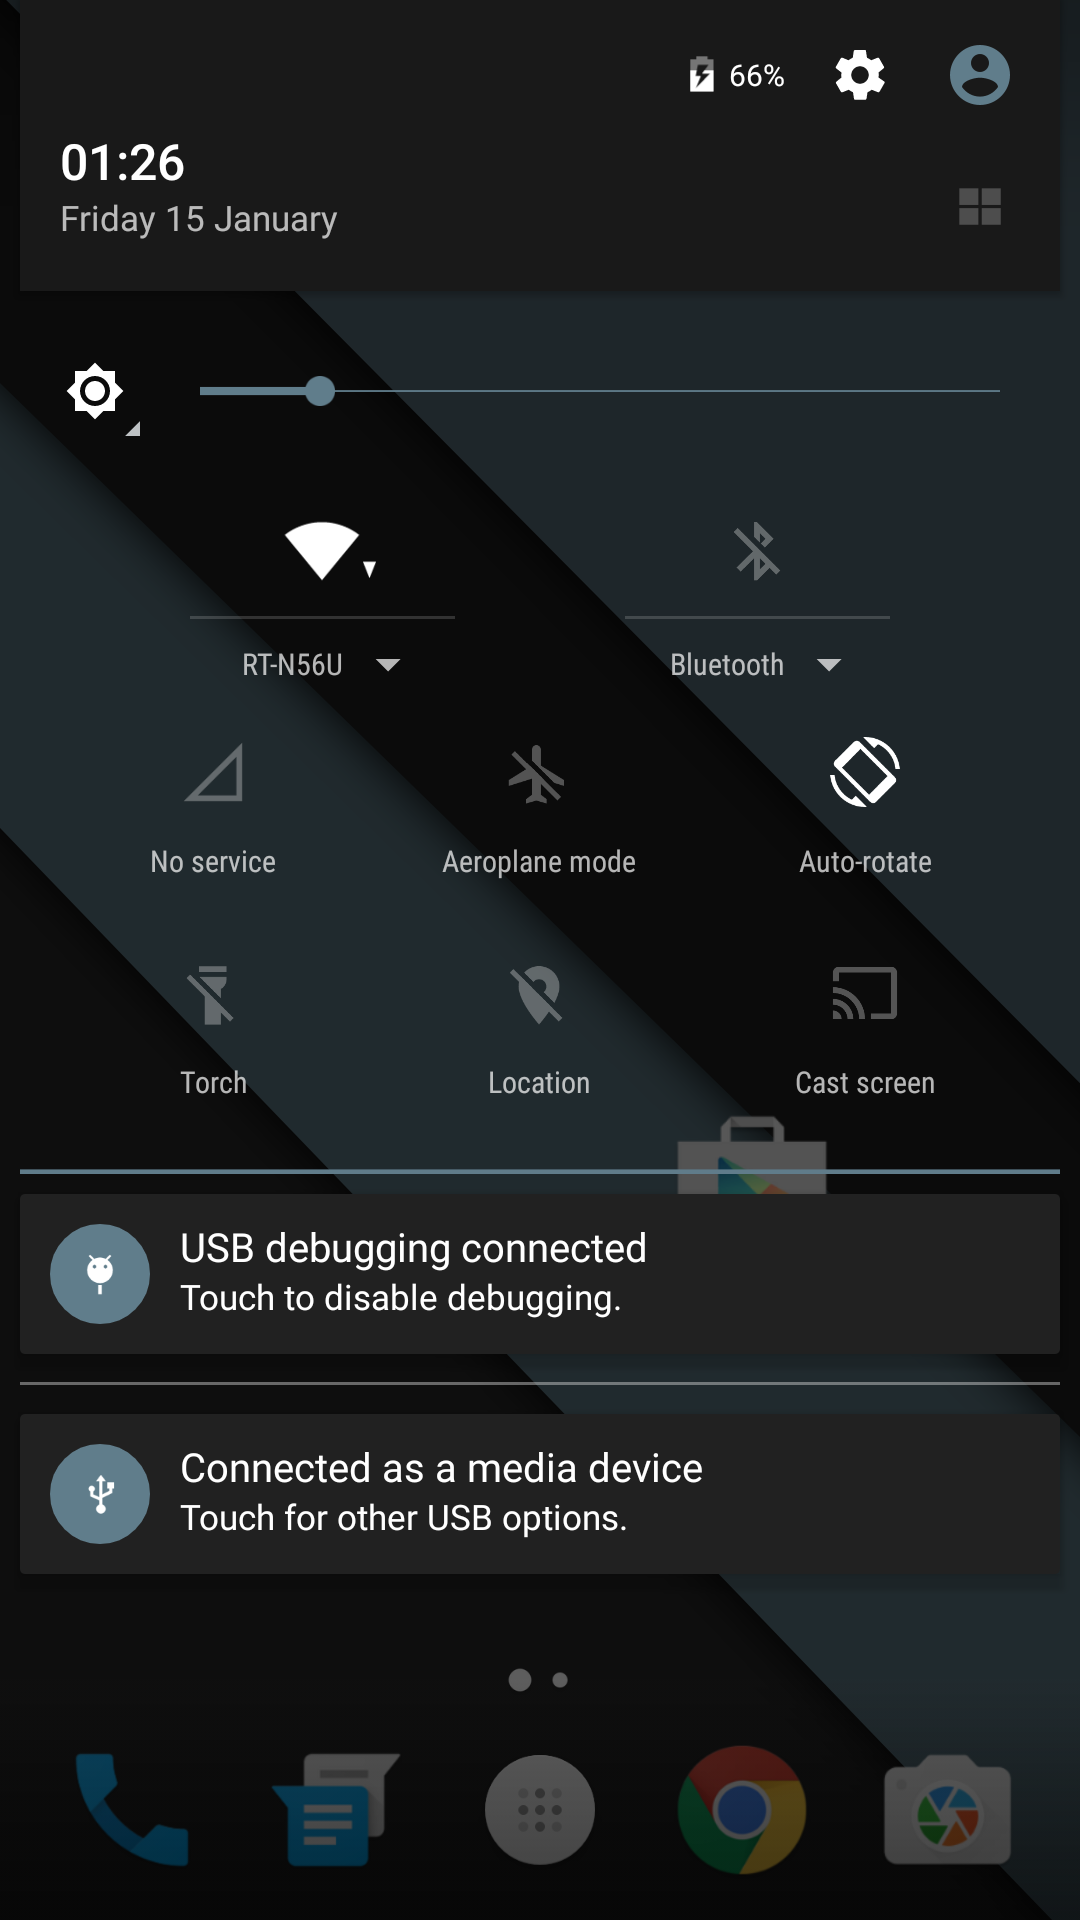 66%
01:26
Friday 15 January
RT-N56U
Bluetooth
No service
Aeroplane mode
Auto-rotate
Torch
Location
Cast screen
USB debugging connected
Touch to disable debugging.
Connected as a media device
Touch for other USB options.